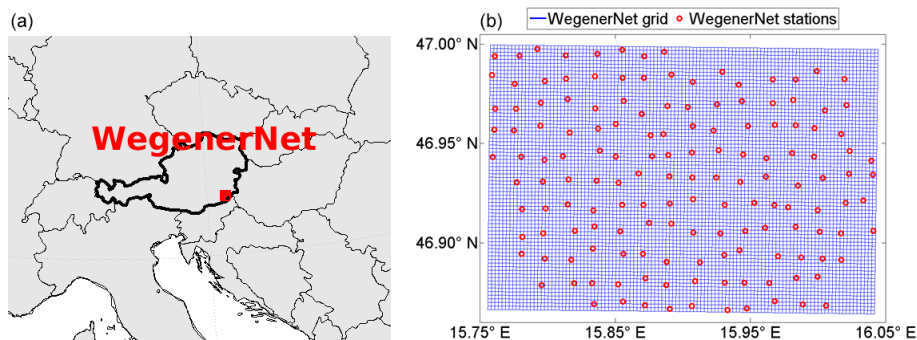 (a)
WegenerNet
(b)
WegenerNet grid
WegenerNet stations
47.00° N
46.95° N
46.90° N
15.75° E
15.85° E
15.95° E
16.05° E